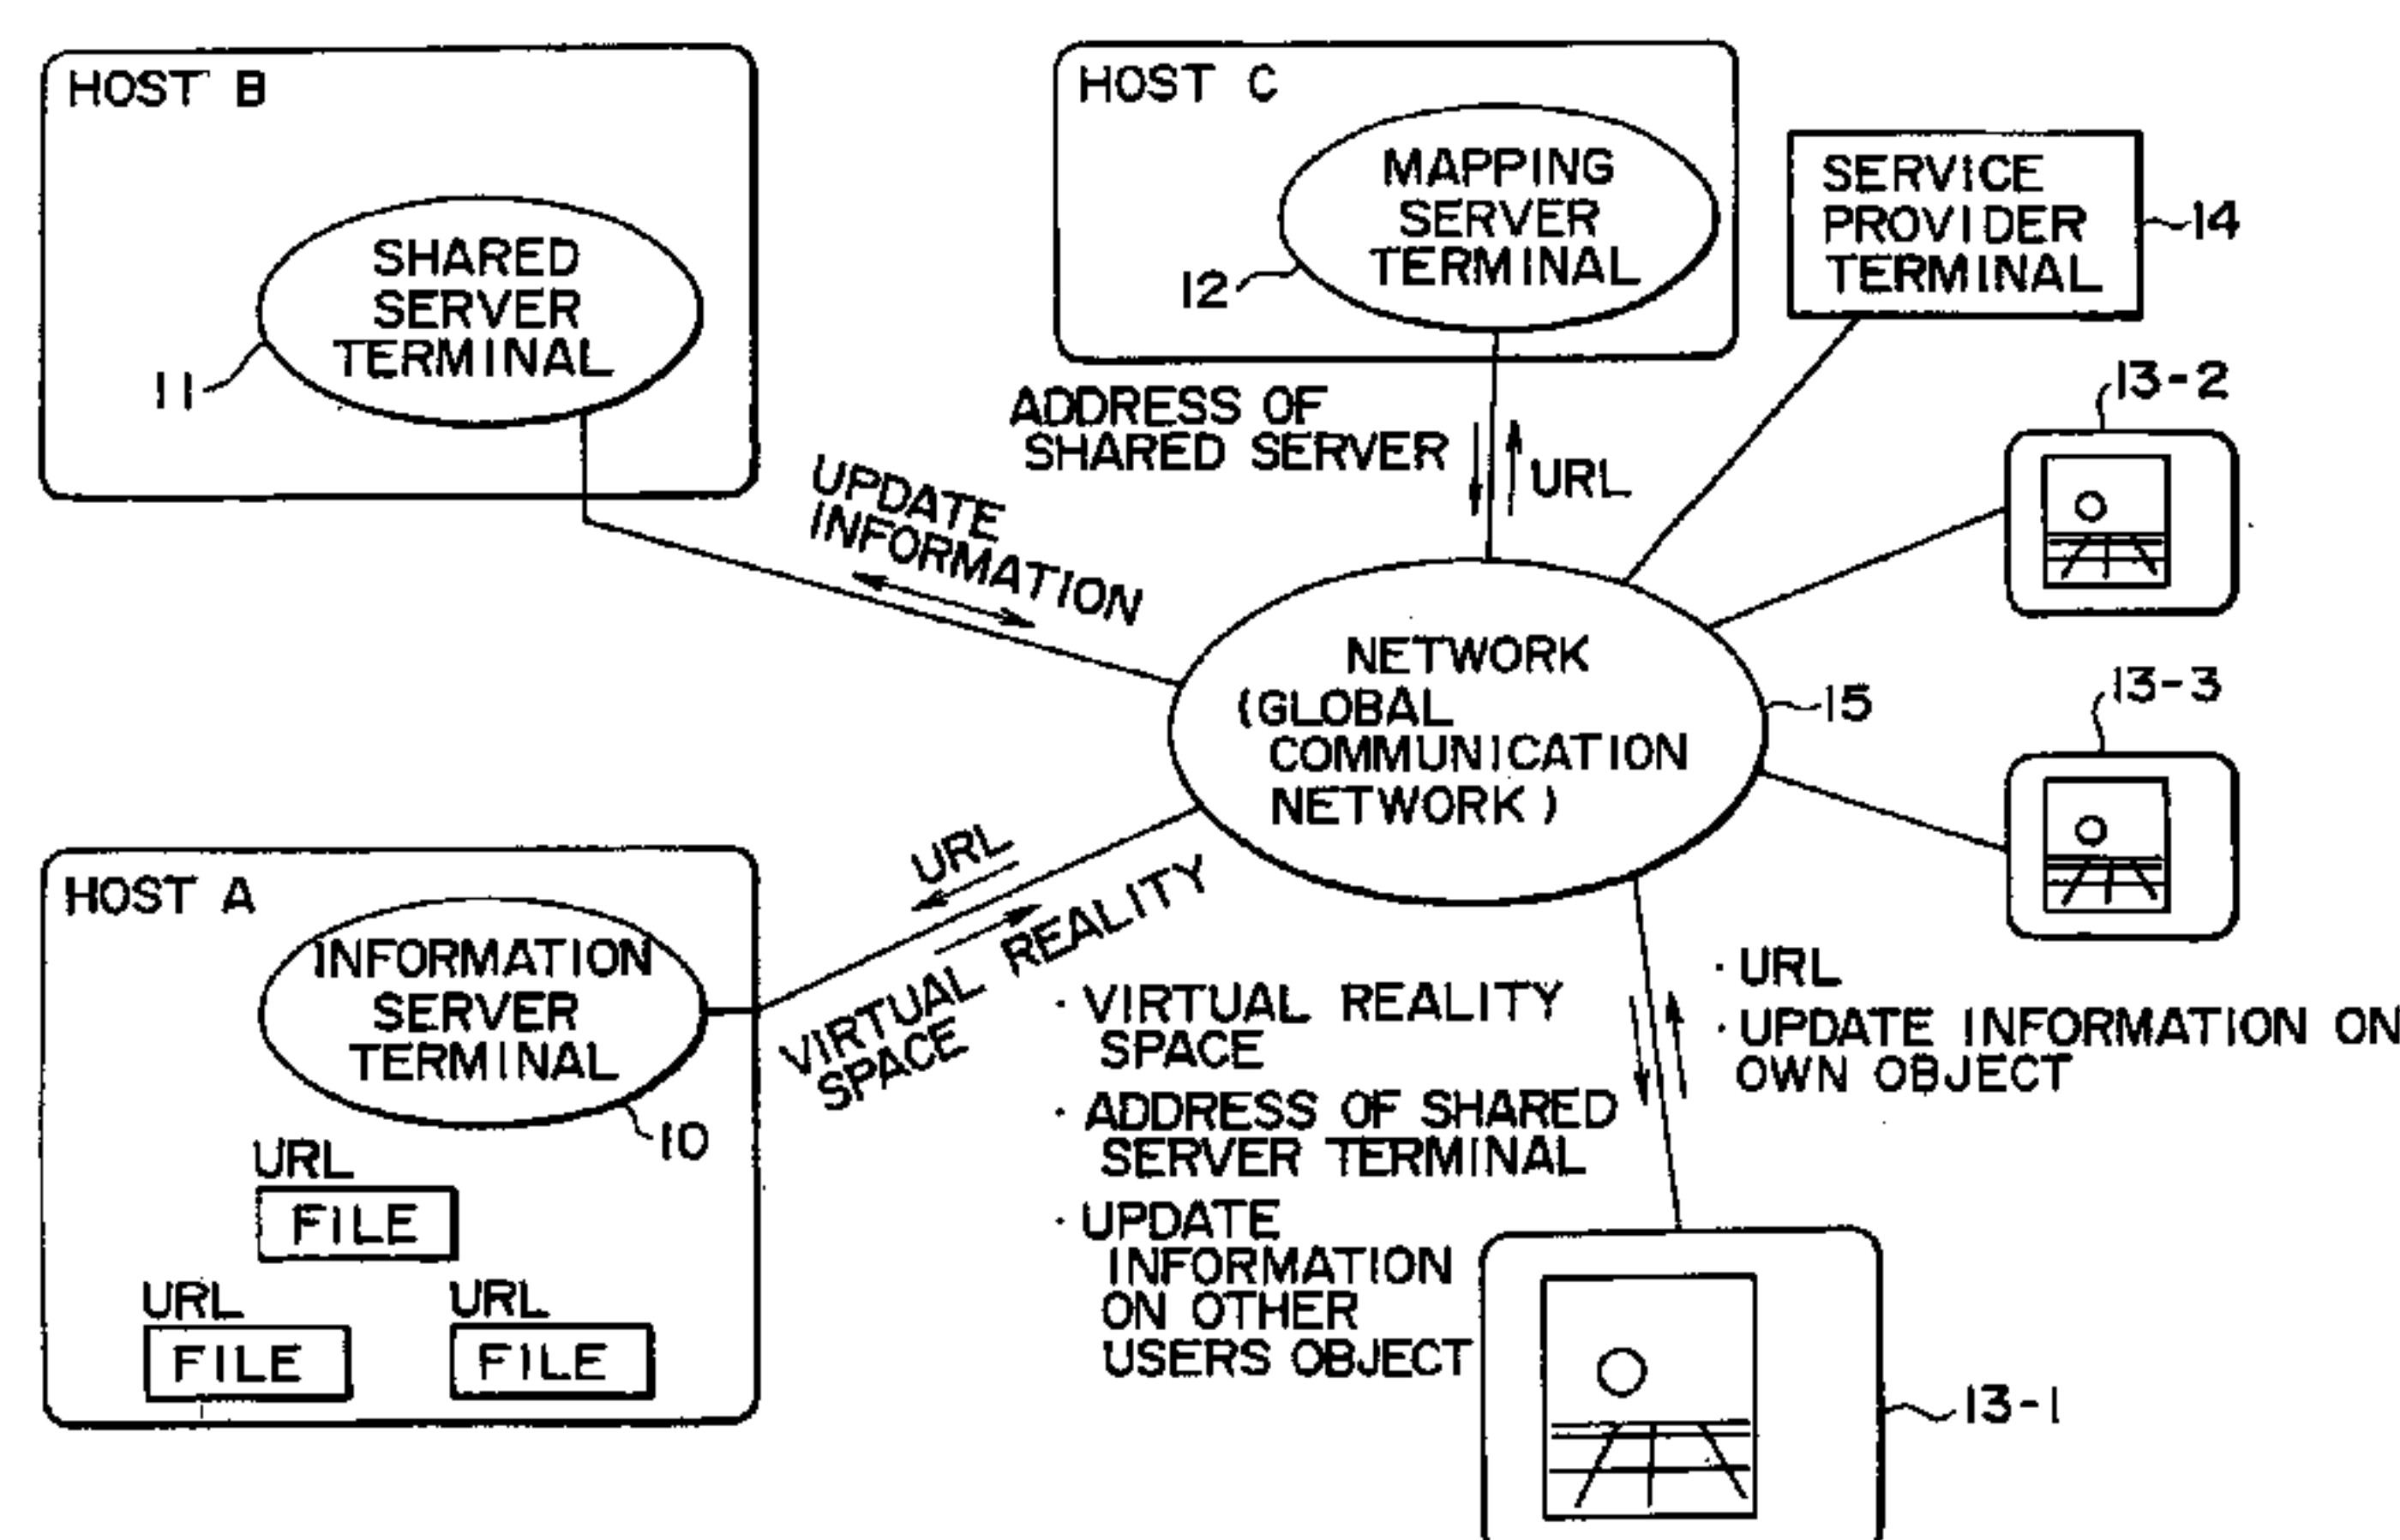 HOST B
SHARED
SERVER
TERMINAL
11
HOST C
MAPPING
SERVER
TERMINAL
12
SERVICE
PROVIDER
TERMINAL
14
ADDRESS OF
SHARED SERVER
URL
UPDATE
INFORMATION
13-2
NETWORK
(GLOBAL
COMMUNICATION
NETWORK)
15
13-3
HOST A
INFORMATION
SERVER
TERMINAL
10
URL
FILE
URL
FILE
URL
FILE
URL
VIRTUAL REALITY
SPACE
· VIRTUAL REALITY
SPACE
· ADDRESS OF SHARED
SERVER TERMINAL
· UPDATE
INFORMATION
ON OTHER
USERS OBJECT
· URL
· UPDATE INFORMATION ON
OWN OBJECT
13-1